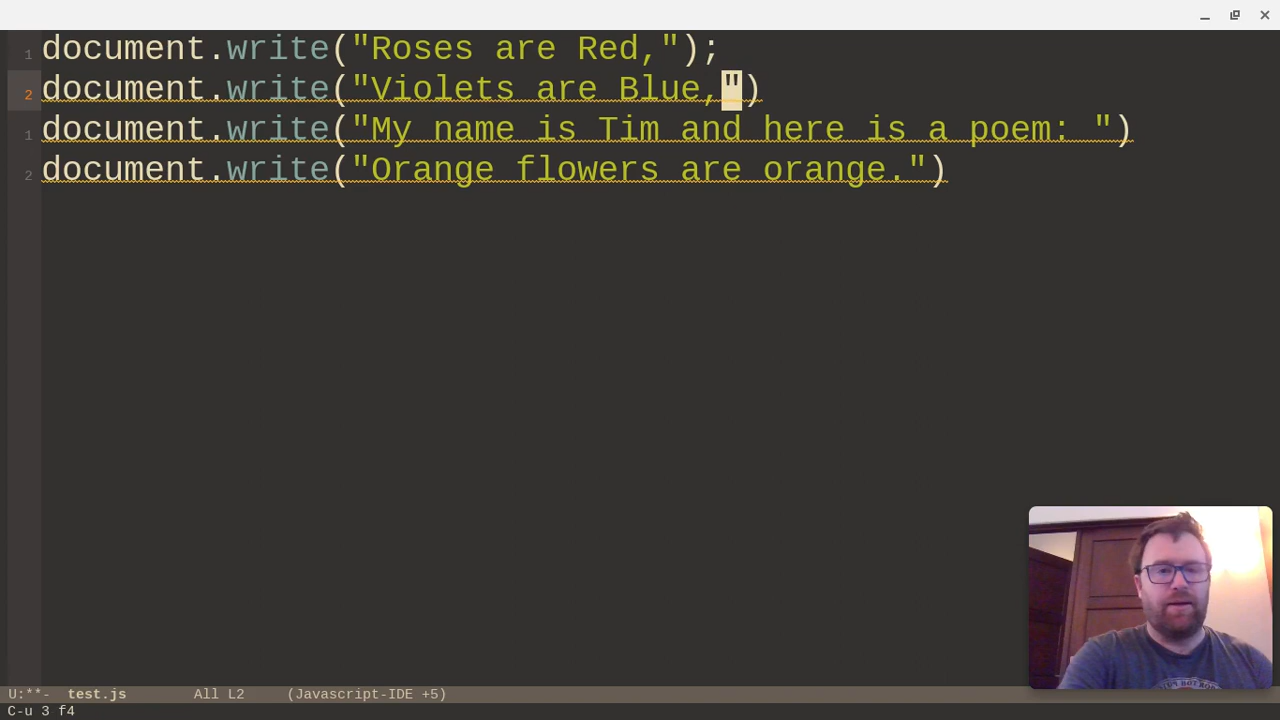 1 document.write("Roses are Red,");
2 document.write("Violets are Blue,")
1 document.write("My name is Tim and here is a poem: ")
2 document.write("Orange flowers are orange.")
U:**- test.js All L2 (Javascript-IDE +5)
C-u 3 f4